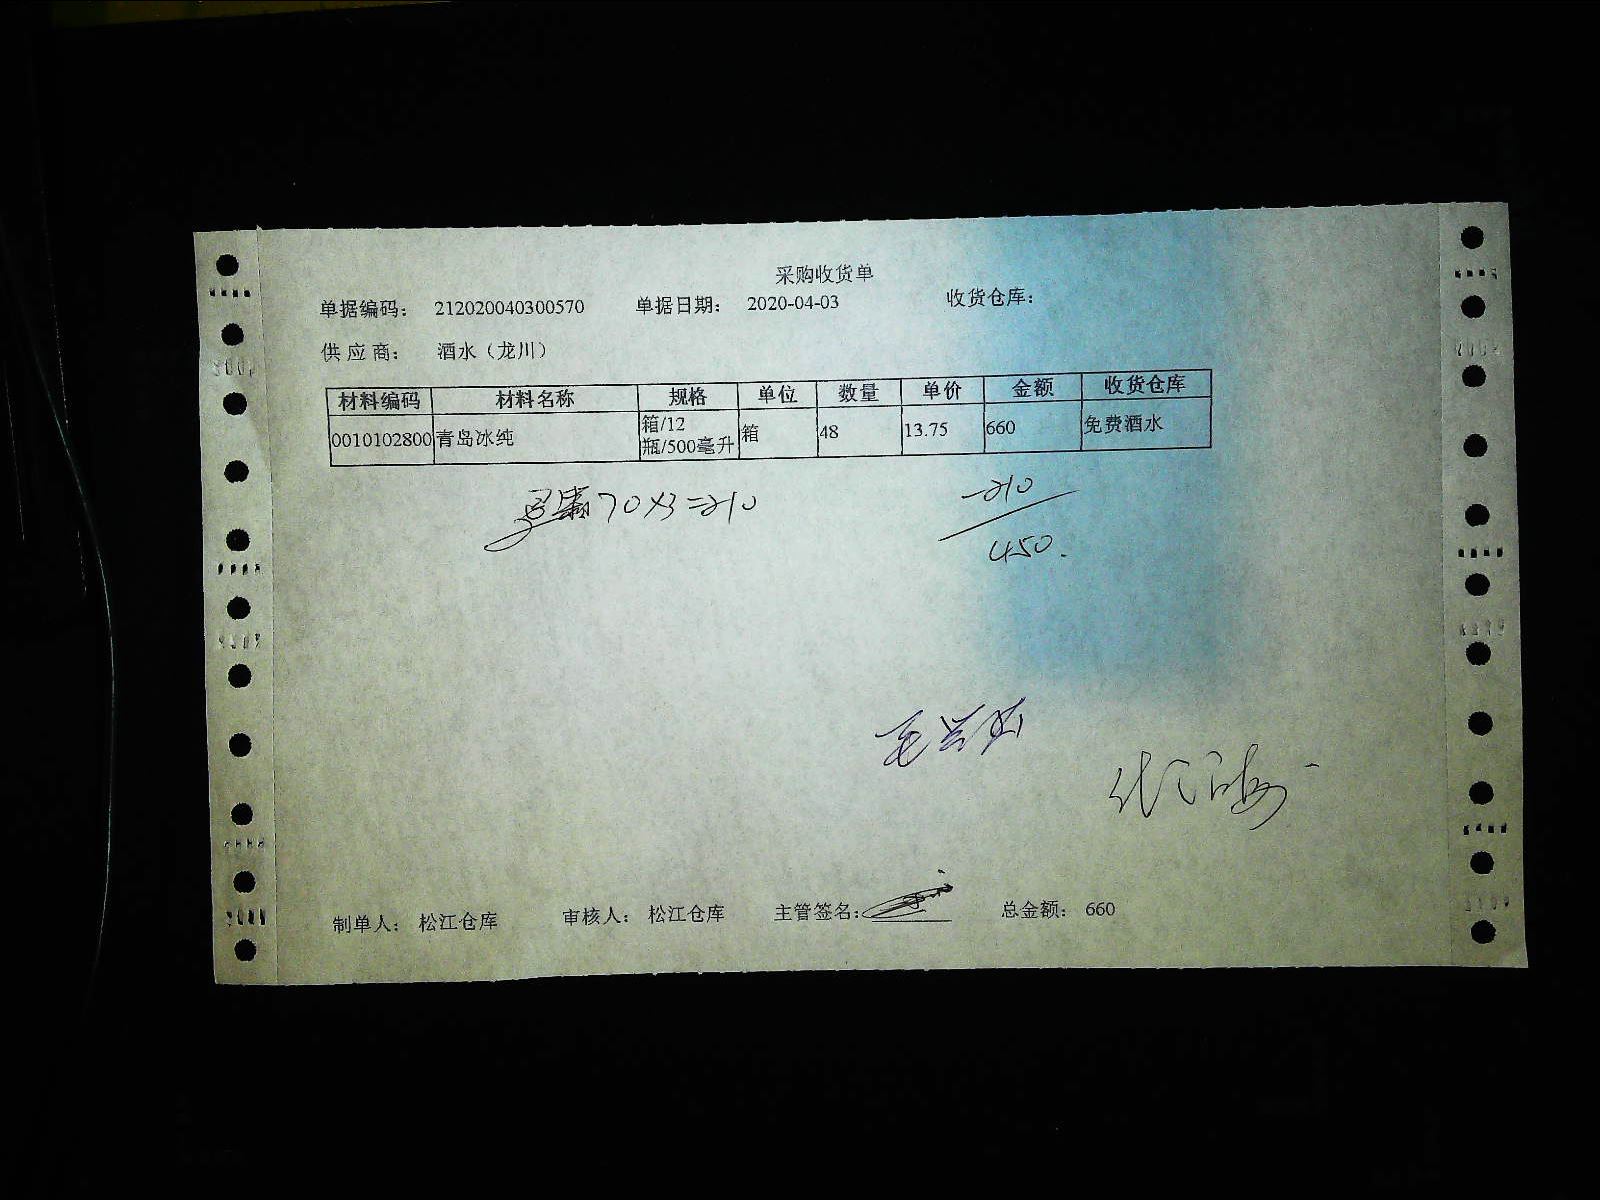 采购收货单
单据编码： 212020040300570 单据日期： 2020-04-03 收货仓库：
供 应 商： 酒水（龙川）
材料编码 材料名称 规格 单位 数量 单价 金额 收货仓库
0010102800 青岛冰纯 箱/12瓶/500毫升 箱 48 13.75 660 免费酒水
70×3=210 -210
450.
制单人： 松江仓库 审核人： 松江仓库 主管签名： 总金额： 660